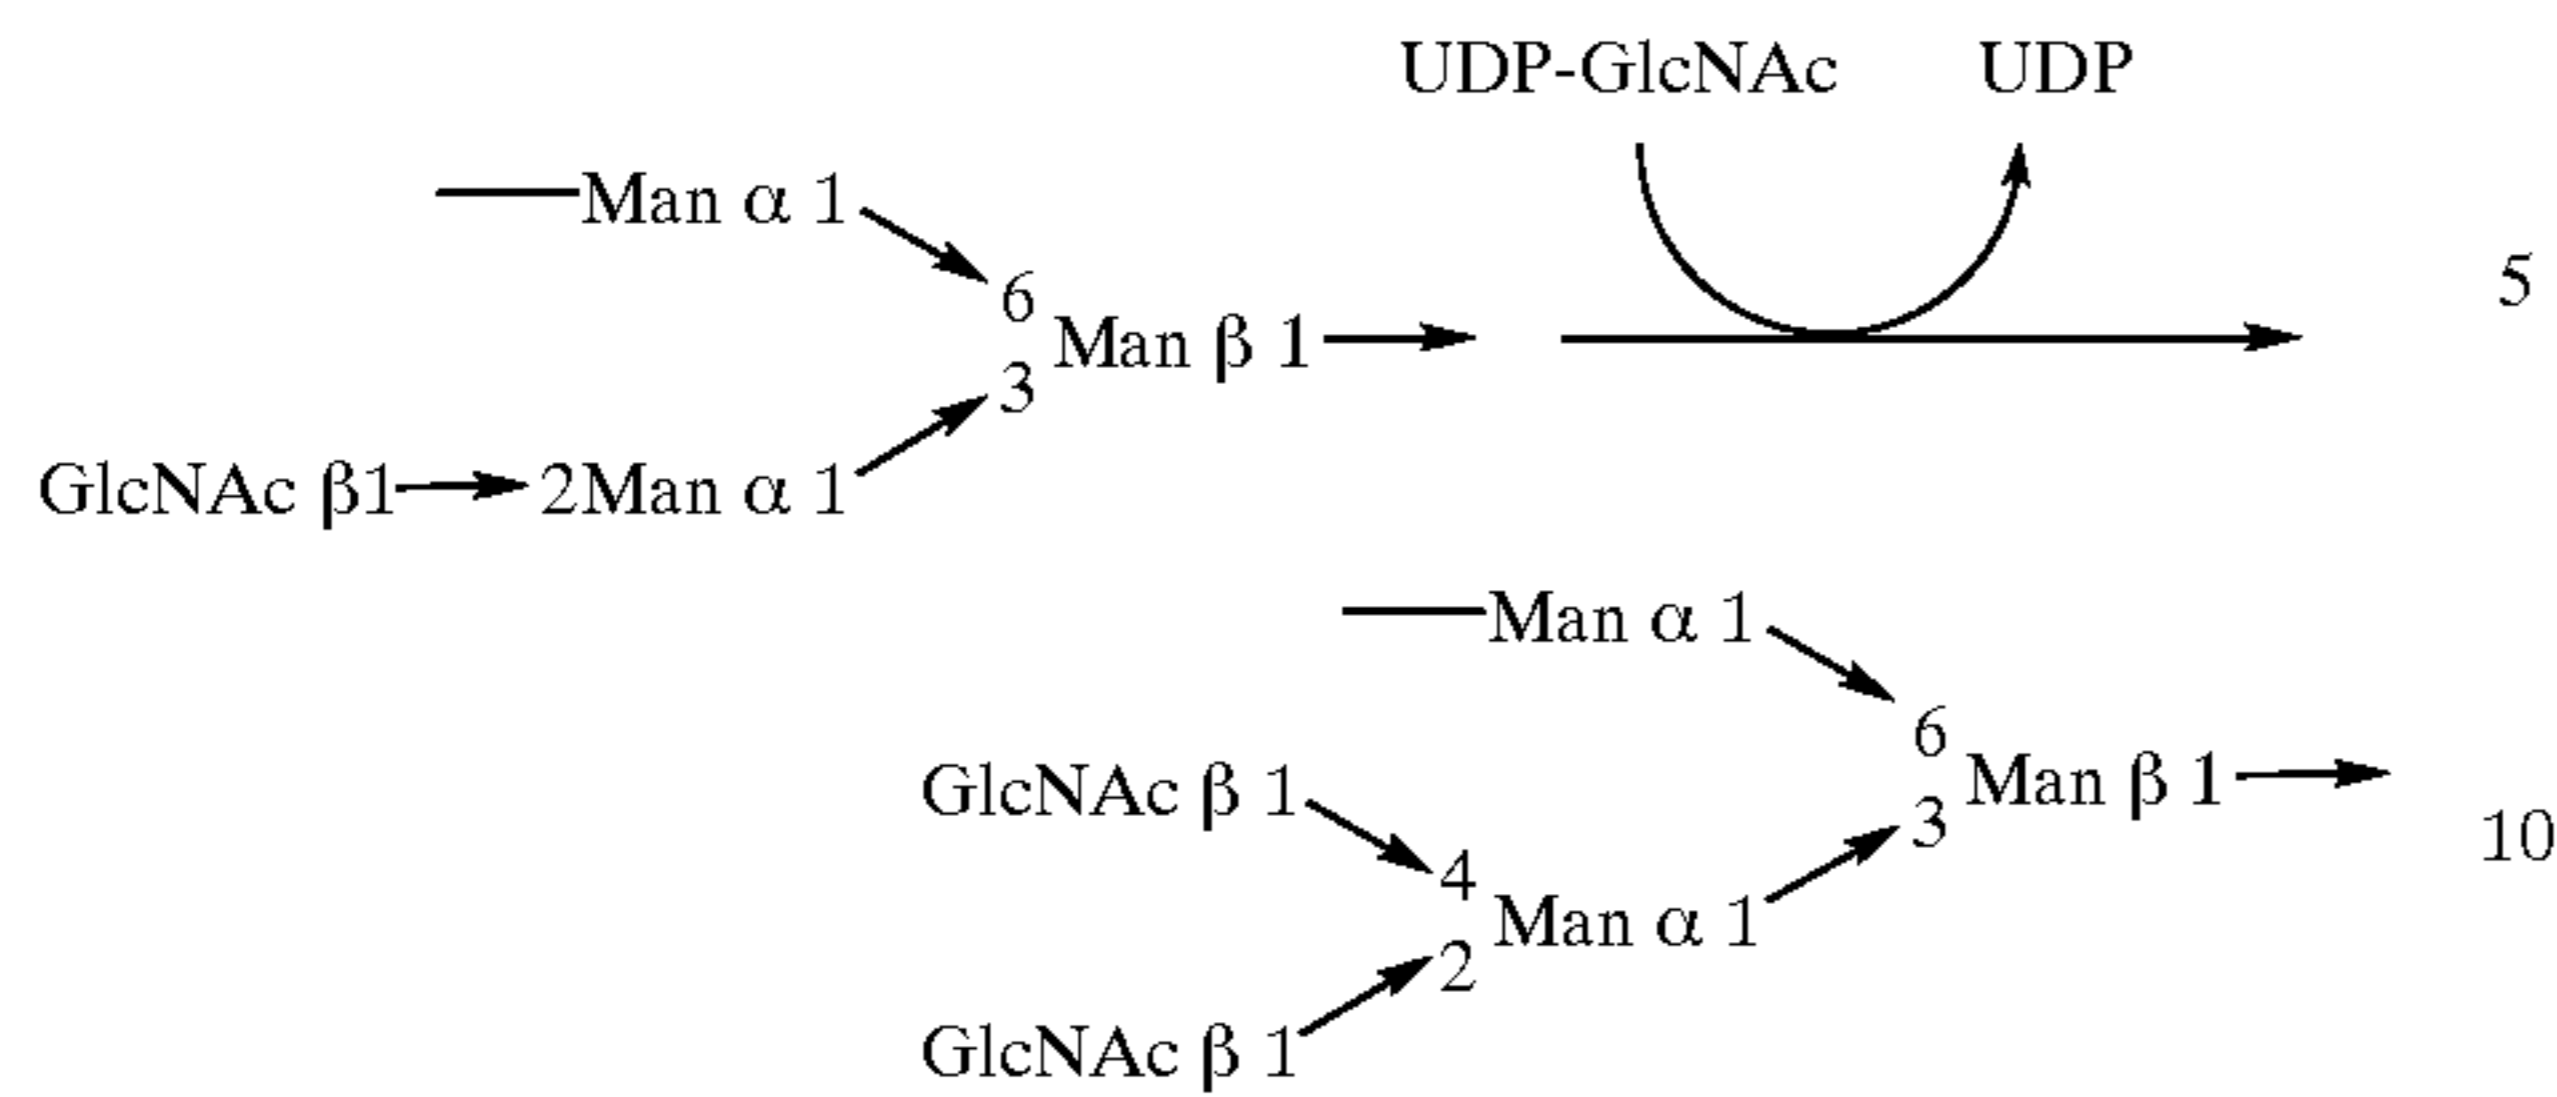 UDP-GlcNAc UDP
Man α 1
6
5
Man β 1
3
GlcNAc β1 2Man α 1
Man α 1
6
GlcNAc β 1
Man β 1
3
10
4
Man α 1
2
GlcNAc β 1